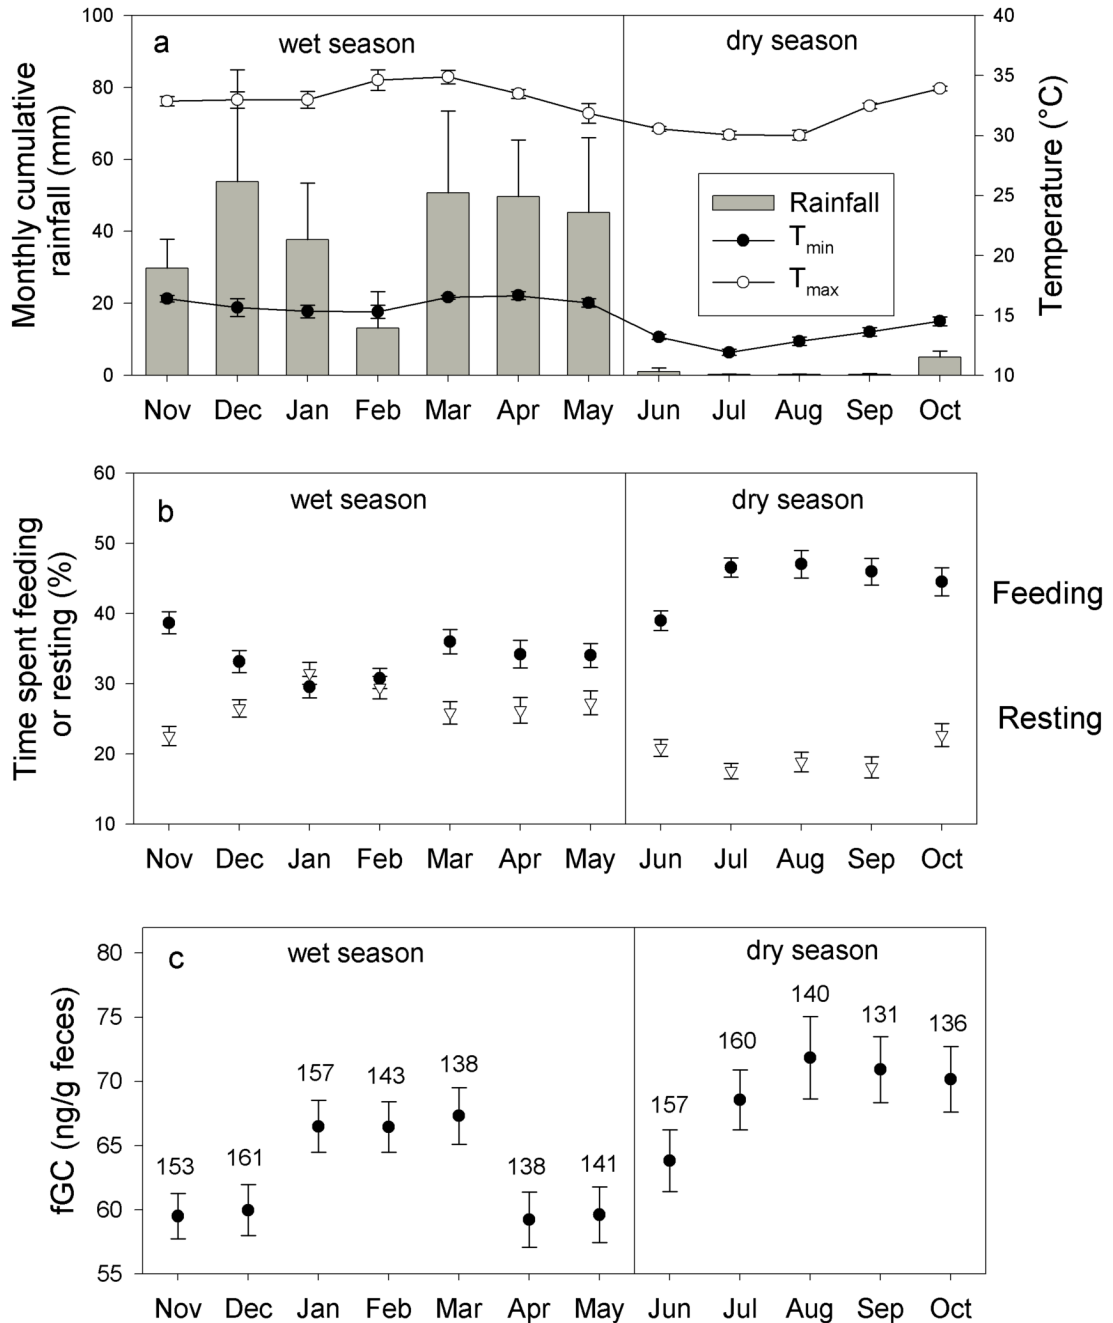 a
wet season
dry season
Monthly cumulative
rainfall (mm)
100
80
60
40
20
0
Temperature (°C)
40
35
30
25
20
15
10
Rainfall
Tmin
Tmax
Nov Dec Jan Feb Mar Apr May Jun Jul Aug Sep Oct
b
wet season
dry season
Time spent feeding
or resting (%)
60
50
40
30
20
10
Feeding
Resting
Nov Dec Jan Feb Mar Apr May Jun Jul Aug Sep Oct
c
wet season
dry season
fGC (ng/g feces)
80
75
70
65
60
55
153 161 157 143 138 138 141 157 160 140 131 136
Nov Dec Jan Feb Mar Apr May Jun Jul Aug Sep Oct